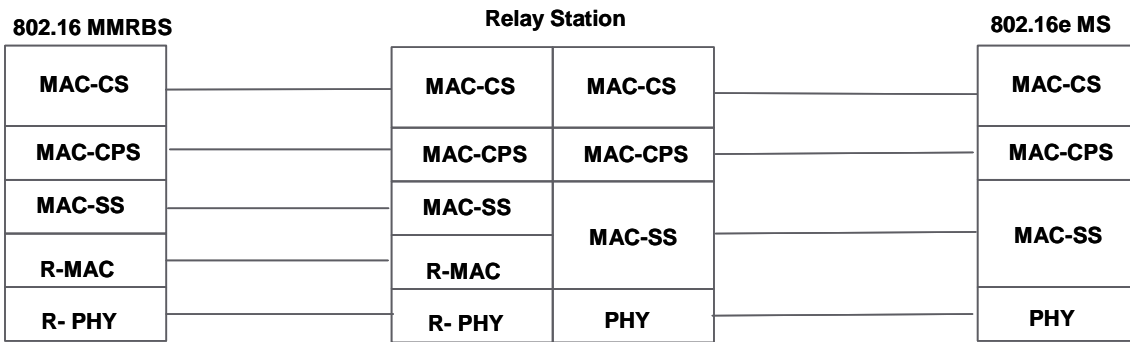 802.16 MMRBS
Relay Station
802.16e MS
MAC-CS
MAC-CS
MAC-CS
MAC-CS
MAC-CPS
MAC-CPS
MAC-CPS
MAC-CPS
MAC-SS
MAC-SS
MAC-SS
MAC-SS
R-MAC
R-MAC
R- PHY
R- PHY
PHY
PHY